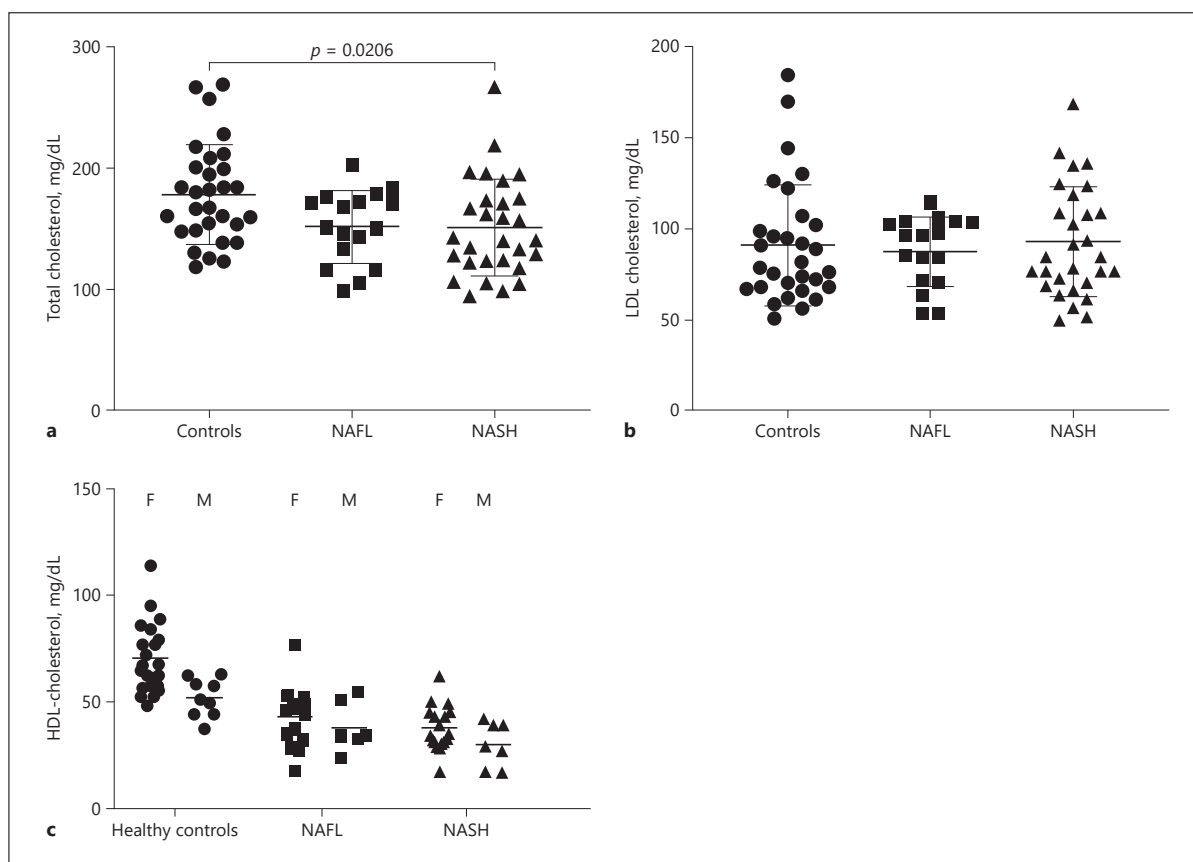 300
200
100
0
Total cholesterol, mg/dL
p = 0.0206
Controls
NAFL
NASH
a
200
150
100
50
0
LDL cholesterol, mg/dL
Controls
NAFL
NASH
b
150
100
50
0
HDL-cholesterol, mg/dL
F M F M F M
Healthy controls
NAFL
NASH
c